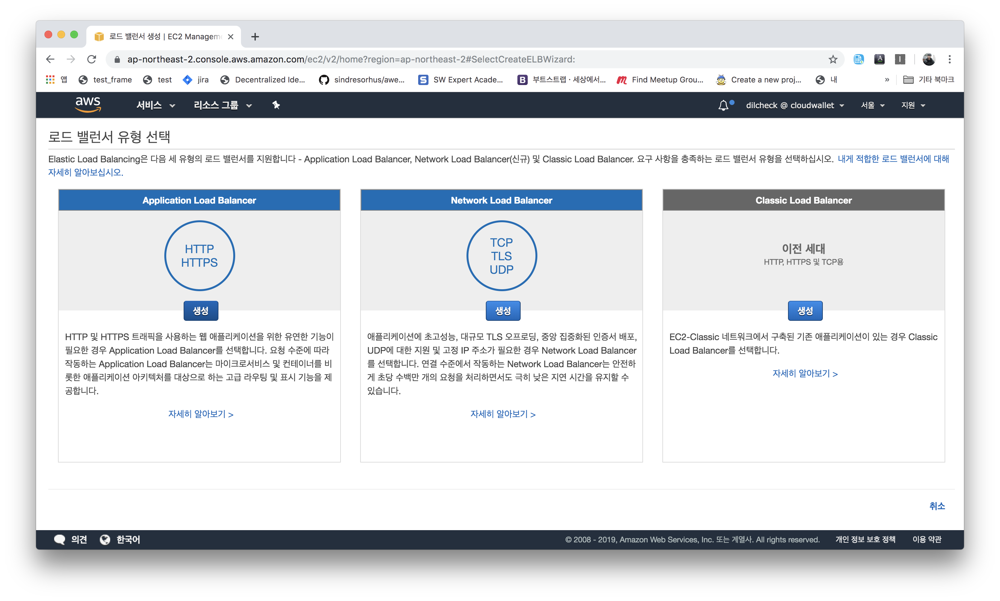 로드 밸런서 생성 | EC2 Manageme
ap-northeast-2.console.aws.amazon.com/ec2/v2/home?region=ap-northeast-2#SelectCreateELBWizard:
앱 test_frame test jira Decentralized Ide... sindresorhus/awe... SW Expert Acade... 부트스트랩 · 세상에서... Find Meetup Grou... Create a new proj... 내 » 기타 북마크
aws 서비스 리소스 그룹 dilcheck @ cloudwallet 서울 지원
로드 밸런서 유형 선택
Elastic Load Balancing은 다음 세 유형의 로드 밸런서를 지원합니다 - Application Load Balancer, Network Load Balancer(신규) 및 Classic Load Balancer. 요구 사항을 충족하는 로드 밸런서 유형을 선택하십시오. 내게 적합한 로드 밸런서에 대해
자세히 알아보십시오.
Application Load Balancer
HTTP
HTTPS
생성
HTTP 및 HTTPS 트래픽을 사용하는 웹 애플리케이션을 위한 유연한 기능이
필요한 경우 Application Load Balancer를 선택합니다. 요청 수준에 따라
작동하는 Application Load Balancer는 마이크로서비스 및 컨테이너를 비
롯한 애플리케이션 아키텍처를 대상으로 하는 고급 라우팅 및 표시 기능을 제
공합니다.
자세히 알아보기 >
Network Load Balancer
TCP
TLS
UDP
생성
애플리케이션에 초고성능, 대규모 TLS 오프로딩, 중앙 집중화된 인증서 배포,
UDP에 대한 지원 및 고정 IP 주소가 필요한 경우 Network Load Balancer
를 선택합니다. 연결 수준에서 작동하는 Network Load Balancer는 안전하
게 초당 수백만 개의 요청을 처리하면서도 극히 낮은 지연 시간을 유지할 수
있습니다.
자세히 알아보기 >
Classic Load Balancer
이전 세대
HTTP, HTTPS 및 TCP용
생성
EC2-Classic 네트워크에서 구축된 기존 애플리케이션이 있는 경우 Classic
Load Balancer를 선택합니다.
자세히 알아보기 >
취소
의견 한국어 © 2008 - 2019, Amazon Web Services, Inc. 또는 계열사. All rights reserved. 개인 정보 보호 정책 이용 약관